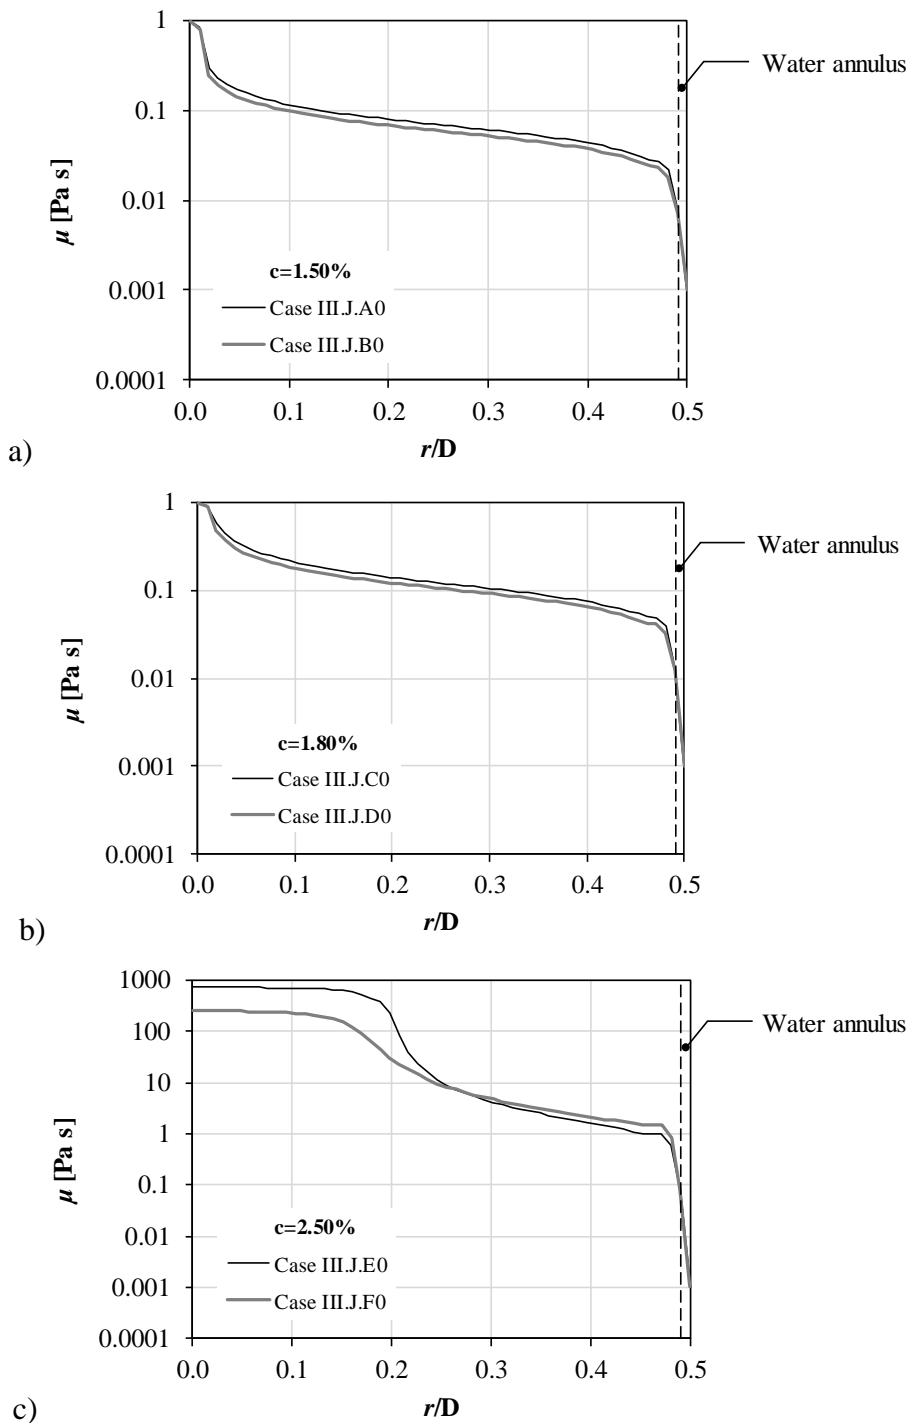 1
0.1
0.01
0.001
0.0001
μ [Pa s]
Water annulus
c=1.50%
Case III.J.A0
Case III.J.B0
0.0 0.1 0.2 0.3 0.4 0.5
r/D
a)
1
0.1
0.01
0.001
0.0001
μ [Pa s]
Water annulus
c=1.80%
Case III.J.C0
Case III.J.D0
0.0 0.1 0.2 0.3 0.4 0.5
r/D
b)
1000
100
10
1
0.1
0.01
0.001
0.0001
μ [Pa s]
Water annulus
c=2.50%
Case III.J.E0
Case III.J.F0
0.0 0.1 0.2 0.3 0.4 0.5
r/D
c)